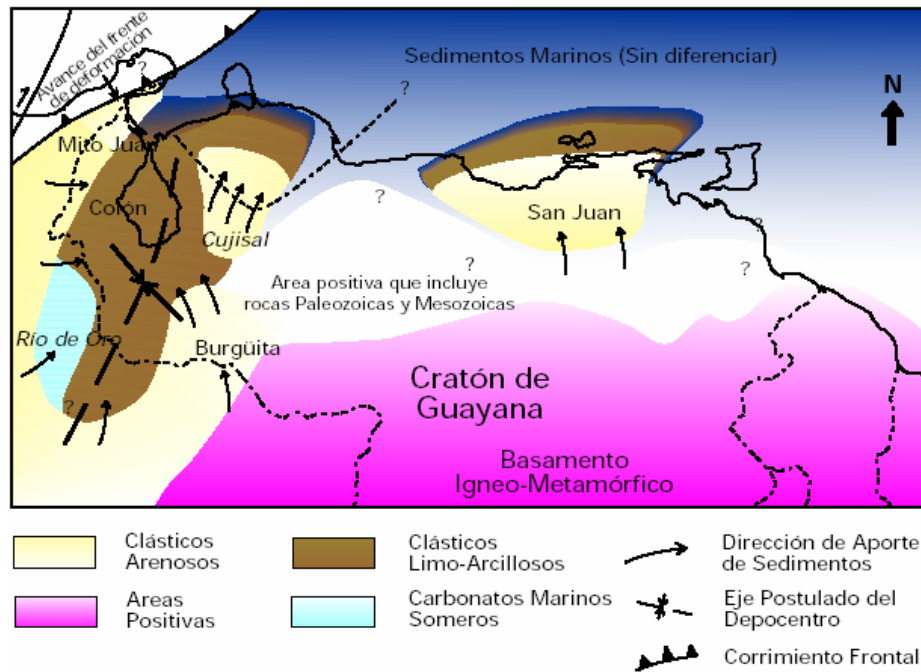 Avance del frente
de deformación
?
Sedimentos Marinos (Sin diferenciar)
?
N
Mito Juan
Colón
Cujisal
?
San Juan
?
?
?
Area positiva que incluye
rocas Paleozoicas y Mesozoicas
Río de Oro
Burgüita
?
Cratón de
Guayana
Basamento
Igneo-Metamórfico
Clásticos
Arenosos
Clásticos
Limo-Arcillosos
Dirección de Aporte
de Sedimentos
Areas
Positivas
Carbonatos Marinos
Someros
Eje Postulado del
Depocentro
Corrimiento Frontal